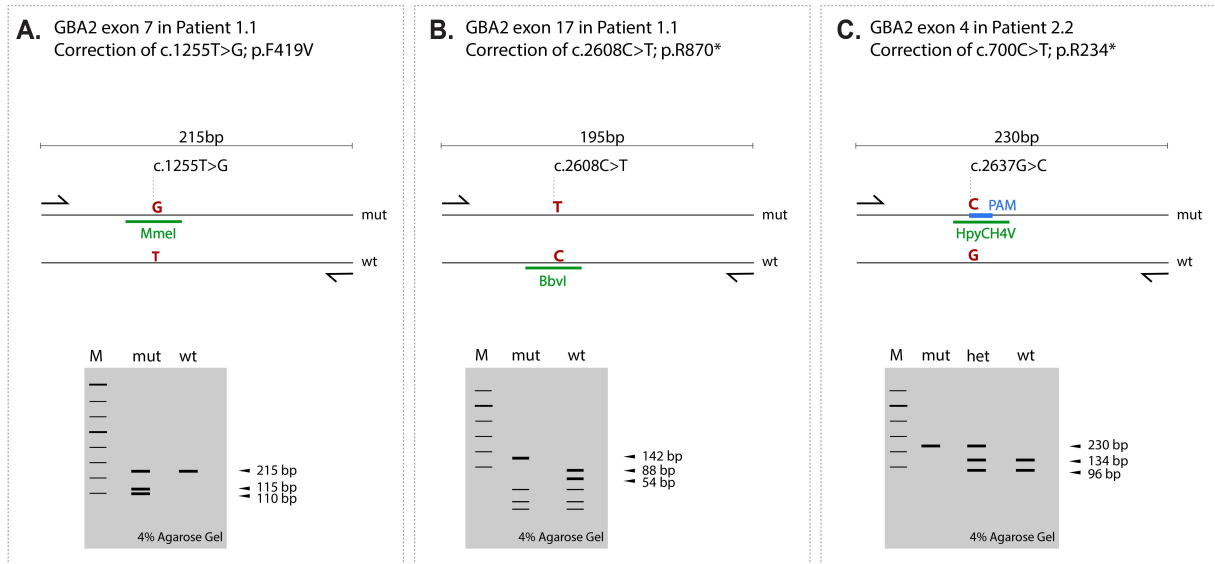 A.
GBA2 exon 7 in Patient 1.1
Correction of c.1255T>G; p.F419V
215bp
c.1255T>G
G
mut
MmeI
T
wt
M mut wt
215 bp
115 bp
110 bp
4% Agarose Gel
B.
GBA2 exon 17 in Patient 1.1
Correction of c.2608C>T; p.R870*
195bp
c.2608C>T
T
mut
C
wt
BbvI
M mut wt
142 bp
88 bp
54 bp
4% Agarose Gel
C.
GBA2 exon 4 in Patient 2.2
Correction of c.700C>T; p.R234*
230bp
c.2637G>C
C PAM
mut
HpyCH4V
G
wt
M mut het wt
230 bp
134 bp
96 bp
4% Agarose Gel